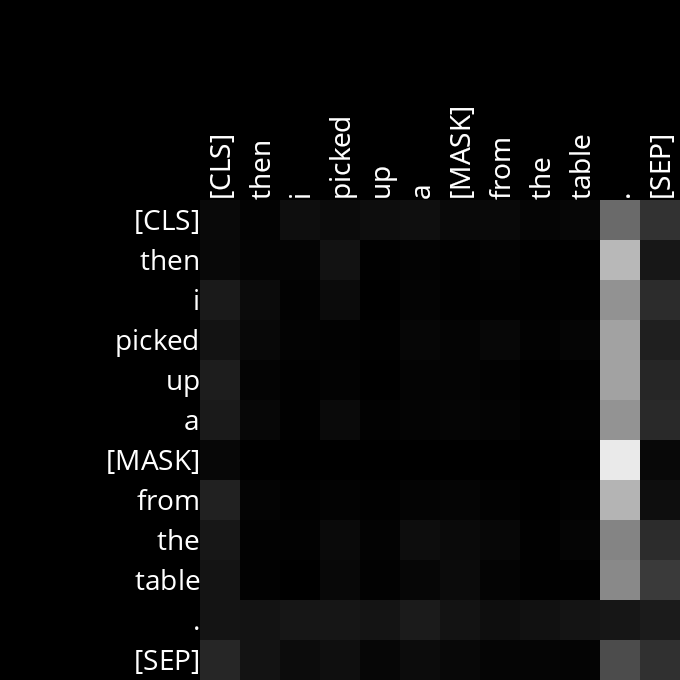 [CLS] then i picked up a [MASK] from the table . [SEP]
[CLS]
then
i
picked
up
a
[MASK]
from
the
table
.
[SEP]